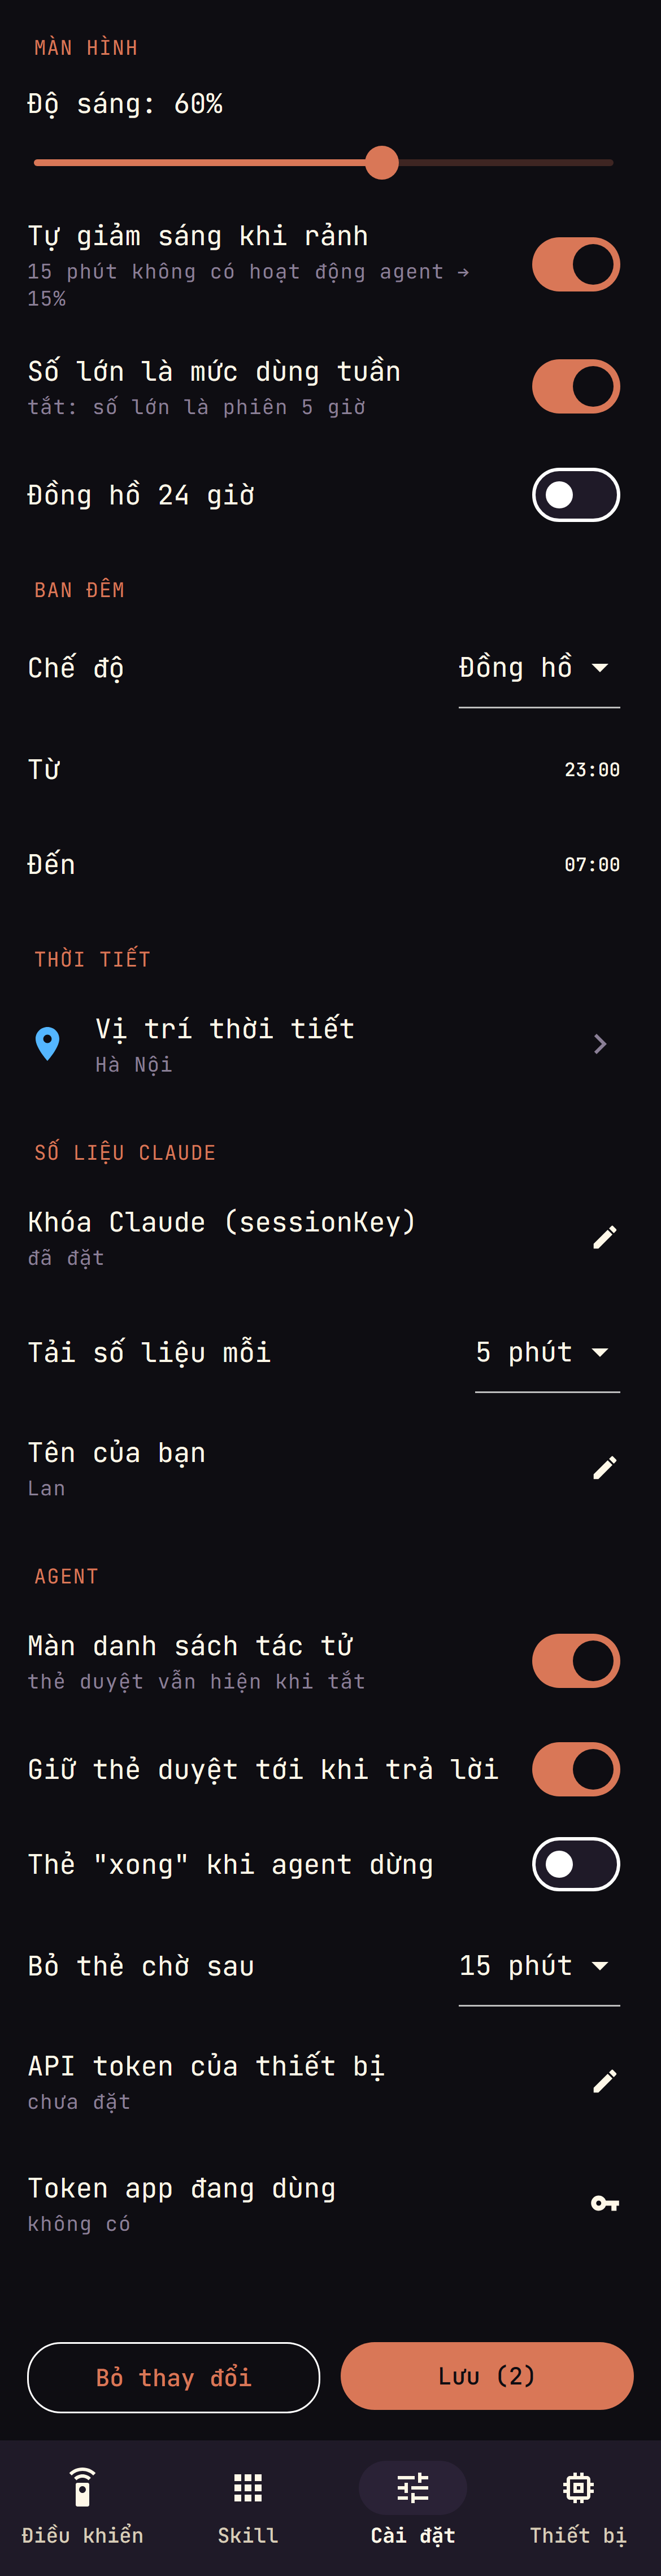 MÀN HÌNH
Độ sáng: 60%
Tự giảm sáng khi rảnh
15 phút không có hoạt động agent →
15%
Số lớn là mức dùng tuần
tắt: số lớn là phiên 5 giờ
Đồng hồ 24 giờ
BAN ĐÊM
Chế độ
Đồng hồ
Từ
23:00
Đến
07:00
THỜI TIẾT
Vị trí thời tiết
Hà Nội
SỐ LIỆU CLAUDE
Khóa Claude (sessionKey)
đã đặt
Tải số liệu mỗi
5 phút
Tên của bạn
Lan
AGENT
Màn danh sách tác tử
thẻ duyệt vẫn hiện khi tắt
Giữ thẻ duyệt tới khi trả lời
Thẻ "xong" khi agent dừng
Bỏ thẻ chờ sau
15 phút
API token của thiết bị
chưa đặt
Token app đang dùng
không có
Bỏ thay đổi
Lưu (2)
Điều khiển
Skill
Cài đặt
Thiết bị